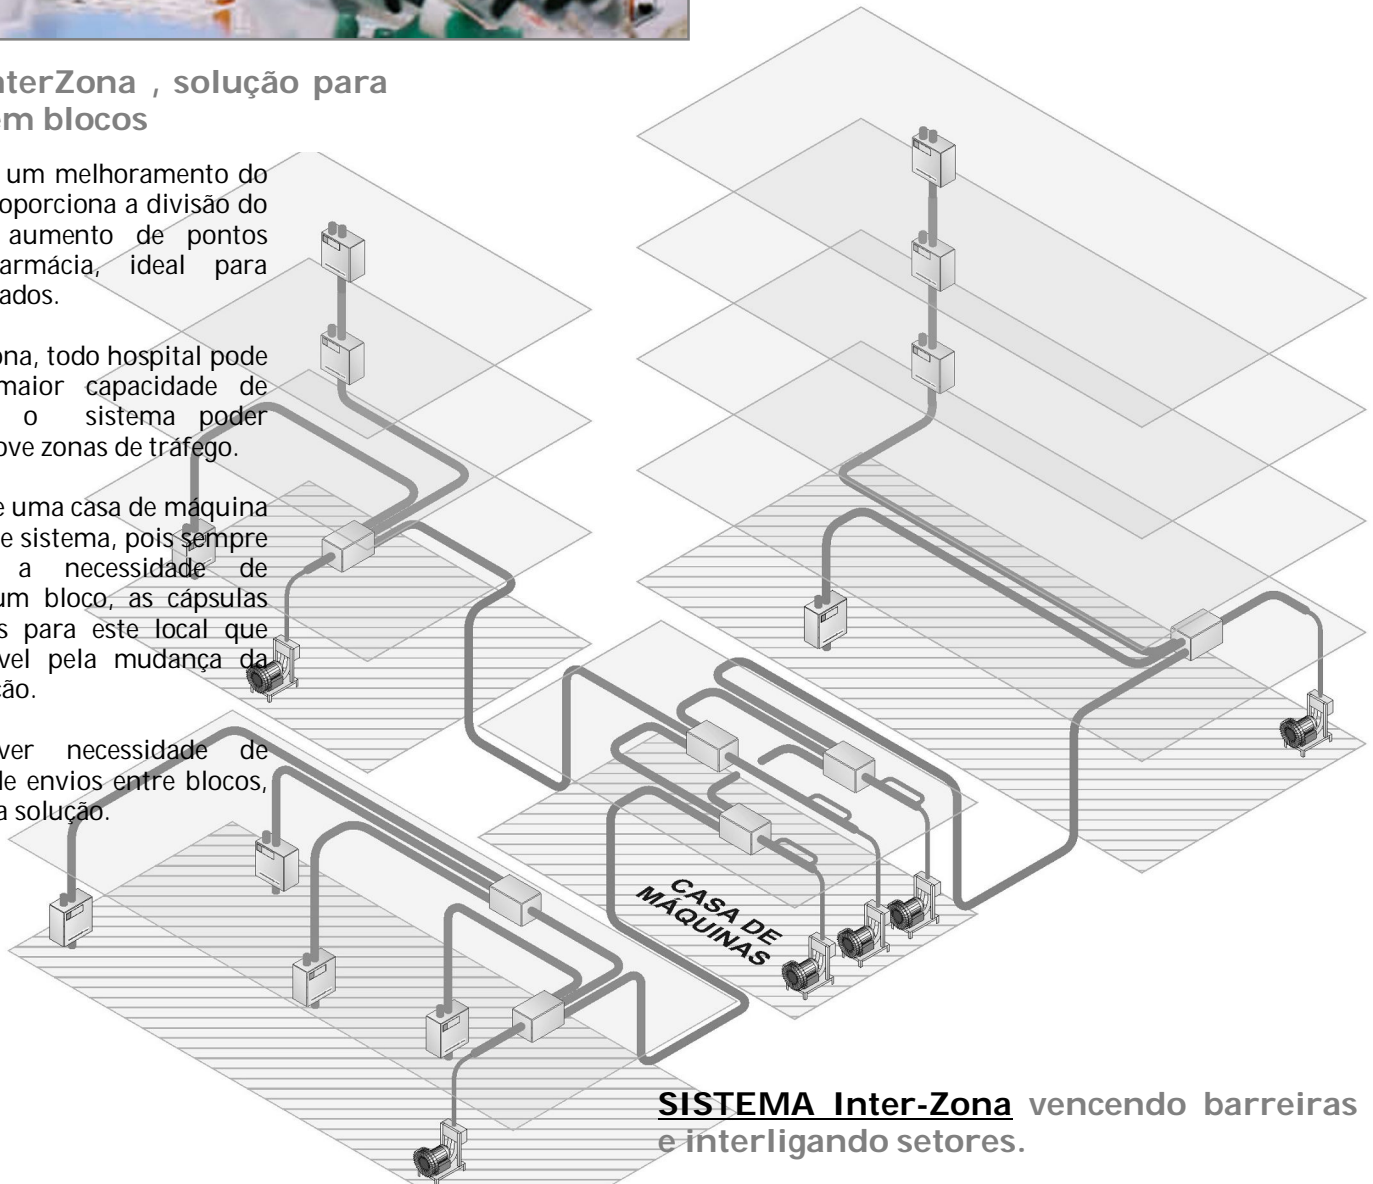 nterZona , solução para
em blocos
um melhoramento do
oporciona a divisão do
aumento de pontos
armácia, ideal para
ados.
ona, todo hospital pode
maior capacidade de
o sistema poder
ove zonas de tráfego.
e uma casa de máquina
e sistema, pois sempre
a necessidade de
um bloco, as cápsulas
s para este local que
vel pela mudança da
ção.
ver necessidade de
de envios entre blocos,
a solução.
CASA DE
MÁQUINAS
SISTEMA Inter-Zona vencendo barreiras
e interligando setores.